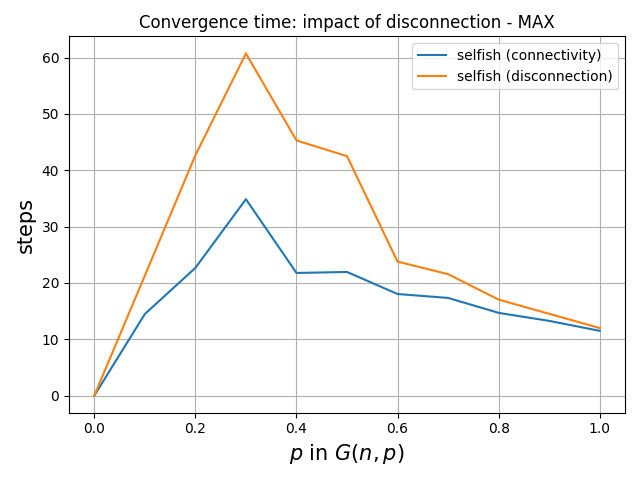 Convergence time: impact of disconnection - MAX
selfish (connectivity)
selfish (disconnection)
steps
60
50
40
30
20
10
0
0.0 0.2 0.4 0.6 0.8 1.0
p in G(n, p)